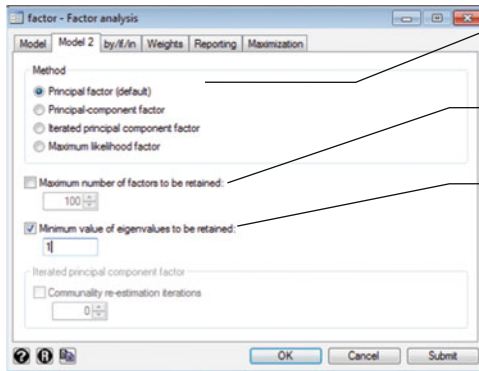 factor - Factor analysis
Model Model 2 by/if/in Weights Reporting Maximization
Method
Principal factor (default)
Principal-component factor
Iterated principal component factor
Maximum likelihood factor
Maximum number of factors to be retained:
100
Minimum value of eigenvalues to be retained:
1
Iterated principal component factor
Communality re-estimation iterations
0
? R OK Cancel Submit